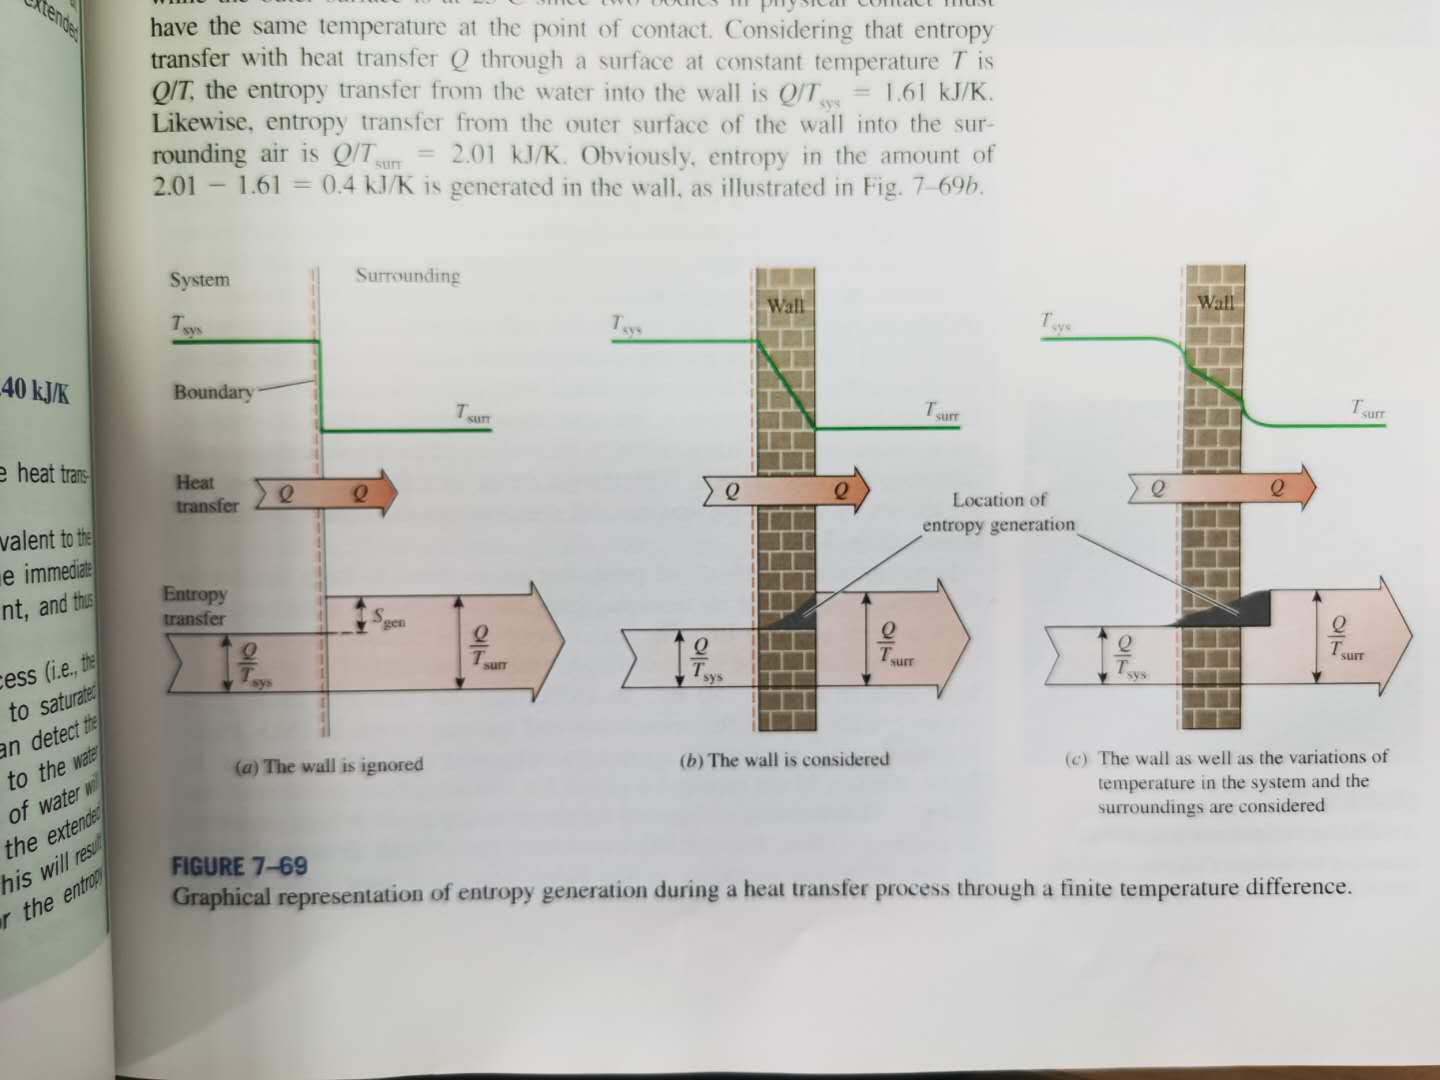 extended
40 kJ/K
e heat trans-
valent to the
e immediate
nt, and thus
cess (i.e., the
to saturated
an detect the
to the water
of water will
the extended
his will result
r the entropy
have the same temperature at the point of contact. Considering that entropy
transfer with heat transfer Q through a surface at constant temperature T is
Q/T, the entropy transfer from the water into the wall is Q/Tsys = 1.61 kJ/K.
Likewise, entropy transfer from the outer surface of the wall into the sur-
rounding air is Q/Tsurr = 2.01 kJ/K. Obviously, entropy in the amount of
2.01 − 1.61 = 0.4 kJ/K is generated in the wall, as illustrated in Fig. 7–69b.
System
Surrounding
Tsys
Boundary
Tsurr
Heat
transfer
Q
Q
Entropy
transfer
Sgen
Q
Tsys
Q
Tsurr
(a) The wall is ignored
Wall
Tsys
Tsurr
Q
Q
Location of
entropy generation
Q
Tsys
Q
Tsurr
(b) The wall is considered
Wall
Tsys
Tsurr
Q
Q
Q
Tsys
Q
Tsurr
(c) The wall as well as the variations of
temperature in the system and the
surroundings are considered
FIGURE 7–69
Graphical representation of entropy generation during a heat transfer process through a finite temperature difference.